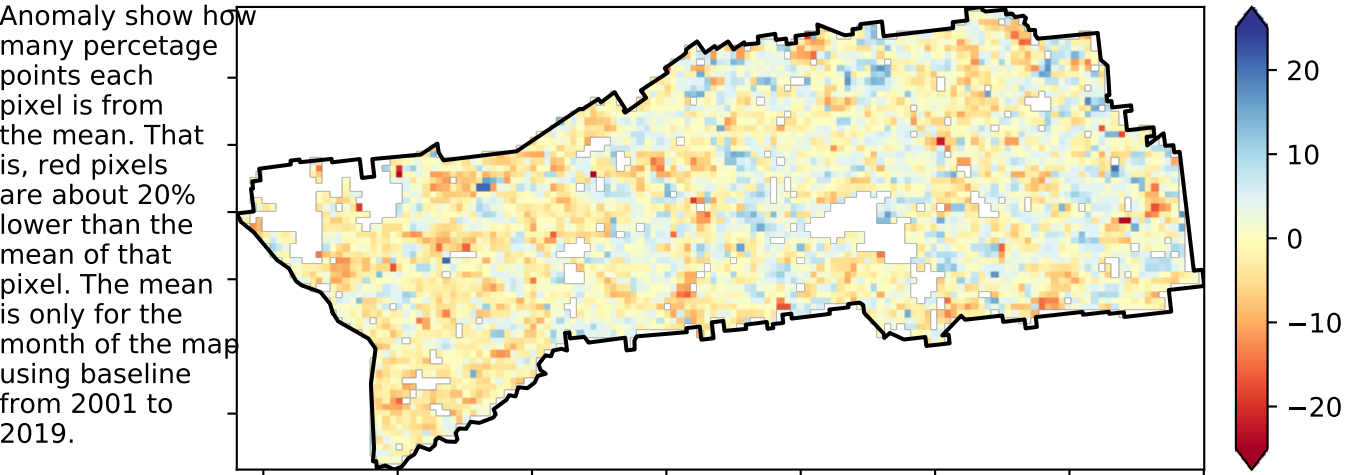 Anomaly show how
many percetage
points each
pixel is from
the mean. That
is, red pixels
are about 20%
lower than the
mean of that
pixel. The mean
is only for the
month of the map
using baseline
from 2001 to
2019.
20
10
0
−10
−20